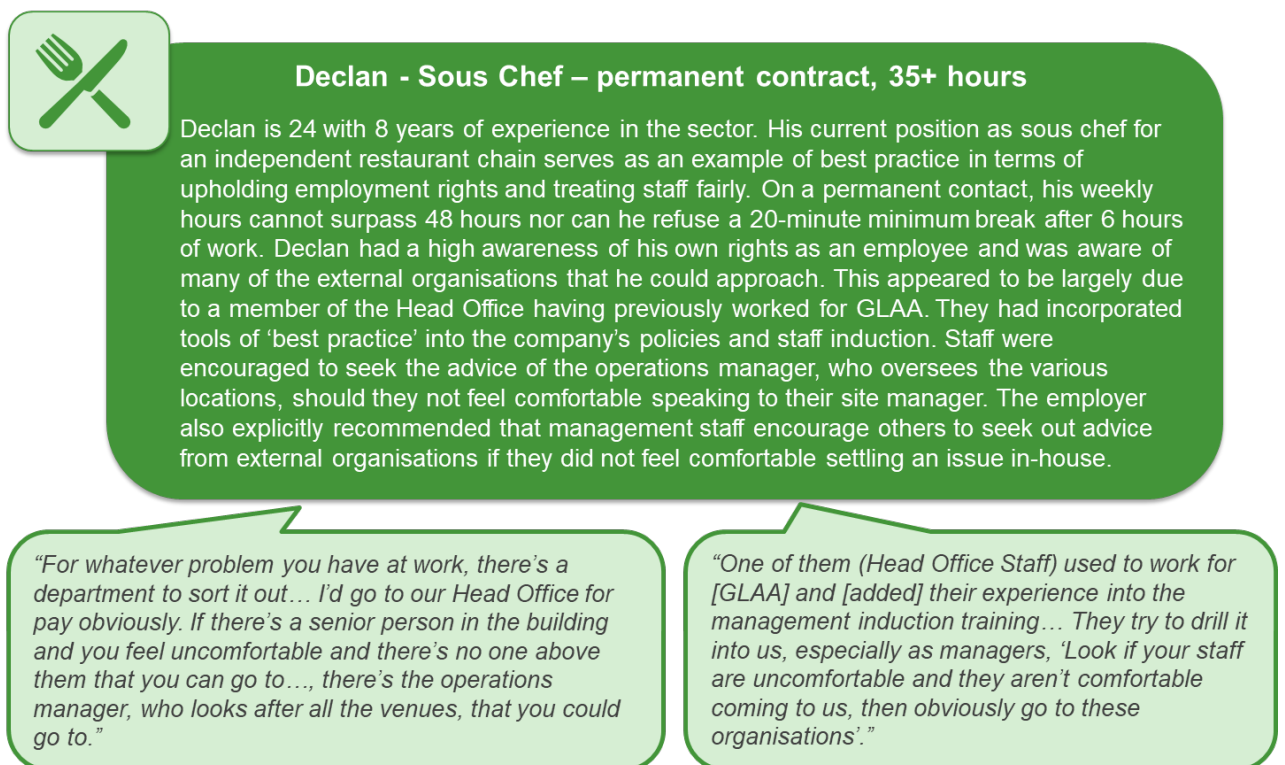 Declan - Sous Chef – permanent contract, 35+ hours
Declan is 24 with 8 years of experience in the sector. His current position as sous chef for
an independent restaurant chain serves as an example of best practice in terms of
upholding employment rights and treating staff fairly. On a permanent contact, his weekly
hours cannot surpass 48 hours nor can he refuse a 20-minute minimum break after 6 hours
of work. Declan had a high awareness of his own rights as an employee and was aware of
many of the external organisations that he could approach. This appeared to be largely due
to a member of the Head Office having previously worked for GLAA. They had incorporated
tools of ‘best practice’ into the company’s policies and staff induction. Staff were
encouraged to seek the advice of the operations manager, who oversees the various
locations, should they not feel comfortable speaking to their site manager. The employer
also explicitly recommended that management staff encourage others to seek out advice
from external organisations if they did not feel comfortable settling an issue in-house.
“For whatever problem you have at work, there’s a
department to sort it out… I’d go to our Head Office for
pay obviously. If there’s a senior person in the building
and you feel uncomfortable and there’s no one above
them that you can go to…, there’s the operations
manager, who looks after all the venues, that you could
go to.”
“One of them (Head Office Staff) used to work for
[GLAA] and [added] their experience into the
management induction training… They try to drill it
into us, especially as managers, ‘Look if your staff
are uncomfortable and they aren’t comfortable
coming to us, then obviously go to these
organisations’.”